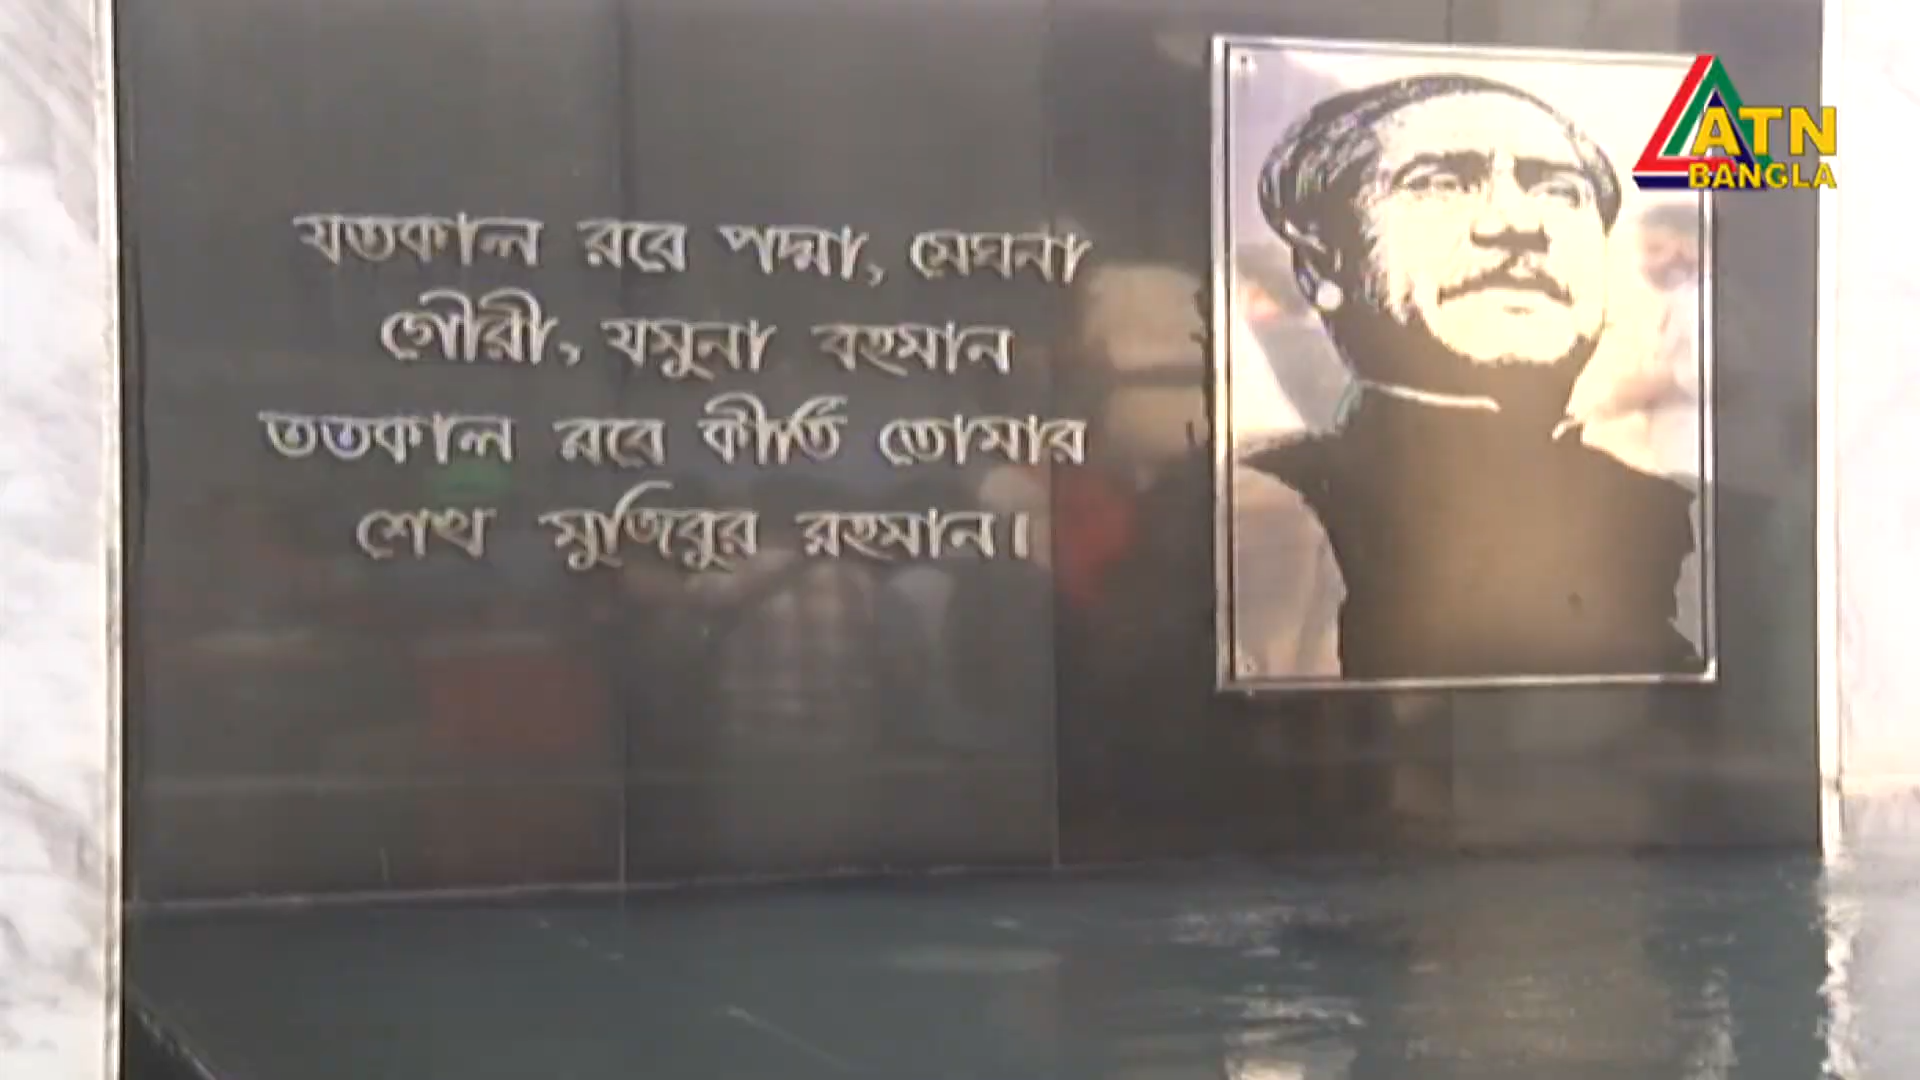 যতকাল রবে পদ্মা, মেঘনা
গৌরী, যমুনা বহমান
ততকাল রবে কীর্তি তোমার
শেখ মুজিবুর রহমান।
ATN
BANGLA